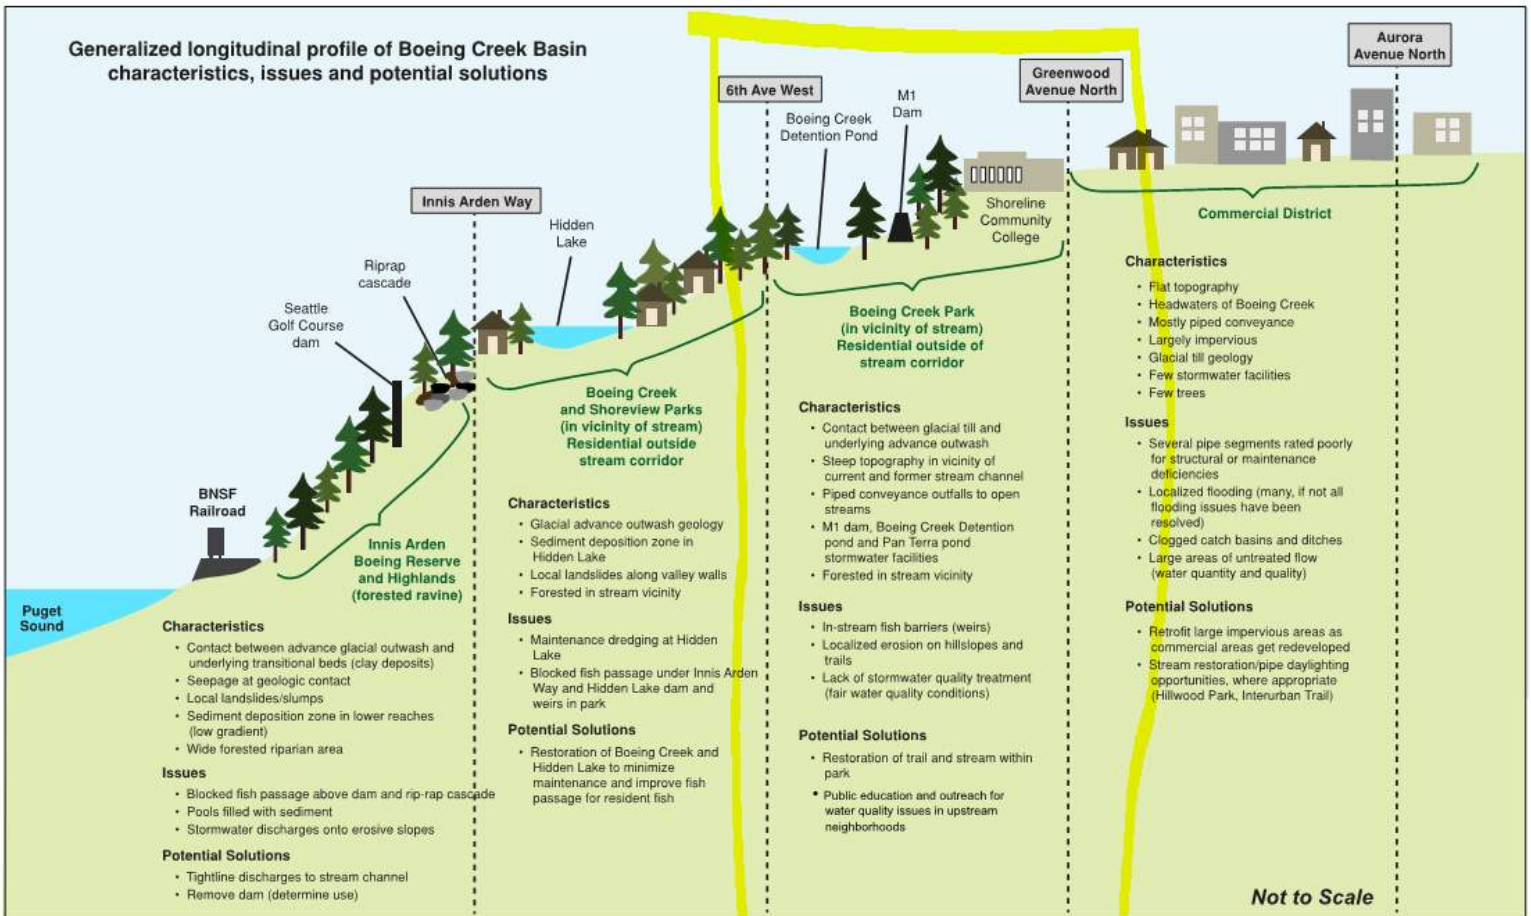 Generalized longitudinal profile of Boeing Creek Basin
characteristics, issues and potential solutions
Aurora
Avenue North
Greenwood
Avenue North
6th Ave West
M1
Dam
Boeing Creek
Detention Pond
Innis Arden Way
Hidden
Lake
Riprap
cascade
Seattle
Golf Course
dam
Shoreline
Community
College
BNSF
Railroad
Puget
Sound
Innis Arden
Boeing Reserve
and Highlands
(forested ravine)
Characteristics
• Contact between advance glacial outwash and
underlying transitional beds (clay deposits)
• Seepage at geologic contact
• Local landslides/slumps
• Sediment deposition zone in lower reaches
(low gradient)
• Wide forested riparian area
Issues
• Blocked fish passage above dam and rip-rap cascade
• Pools filled with sediment
• Stormwater discharges onto erosive slopes
Potential Solutions
• Tightline discharges to stream channel
• Remove dam (determine use)
Boeing Creek
and Shoreview Parks
(in vicinity of stream)
Residential outside
stream corridor
Characteristics
• Glacial advance outwash geology
• Sediment deposition zone in
Hidden Lake
• Local landslides along valley walls
• Forested in stream vicinity
Issues
• Maintenance dredging at Hidden
Lake
• Blocked fish passage under Innis Arden
Way and Hidden Lake dam and
weirs in park
Potential Solutions
• Restoration of Boeing Creek and
Hidden Lake to minimize
maintenance and improve fish
passage for resident fish
Boeing Creek Park
(in vicinity of stream)
Residential outside of
stream corridor
Characteristics
• Contact between glacial till and
underlying advance outwash
• Steep topography in vicinity of
current and former stream channel
• Piped conveyance outfalls to open
streams
• M1 dam, Boeing Creek Detention
pond and Pan Terra pond
stormwater facilities
• Forested in stream vicinity
Issues
• In-stream fish barriers (weirs)
• Localized erosion on hillslopes and
trails
• Lack of stormwater quality treatment
(fair water quality conditions)
Potential Solutions
• Restoration of trail and stream within
park
• Public education and outreach for
water quality issues in upstream
neighborhoods
Commercial District
Characteristics
• Flat topography
• Headwaters of Boeing Creek
• Mostly piped conveyance
• Largely impervious
• Glacial till geology
• Few stormwater facilities
• Few trees
Issues
• Several pipe segments rated poorly
for structural or maintenance
deficiencies
• Localized flooding (many, if not all
flooding issues have been
resolved)
• Clogged catch basins and ditches
• Large areas of untreated flow
(water quantity and quality)
Potential Solutions
• Retrofit large impervious areas as
commercial areas get redeveloped
• Stream restoration/pipe daylighting
opportunities, where appropriate
(Hillwood Park, Interurban Trail)
Not to Scale